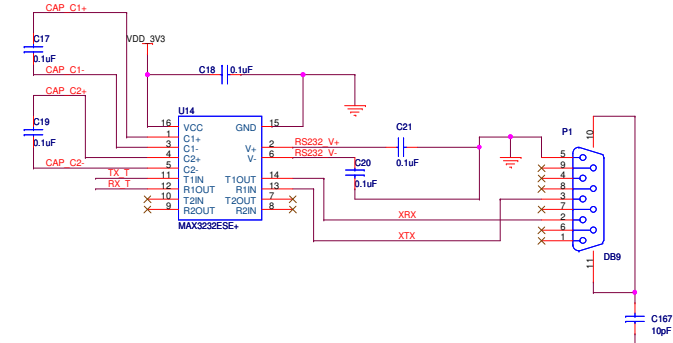 CAP_C1+
C17
0.1uF
CAP_C1-
CAP_C2+
C19
0.1uF
CAP_C2-
VDD_3V3
C18
0.1uF
U14
16
VCC
GND
15
1
C1+
3
C1-
V+
2
RS232_V+
4
C2+
V-
6
RS232_V-
5
C2-
TX_T
11
T1IN
T1OUT
14
RX_T
12
R1OUT
R1IN
13
10
T2IN
T2OUT
7
9
R2OUT
R2IN
8
MAX3232ESE+
C21
0.1uF
C20
0.1uF
XRX
XTX
P1
10
5
9
4
8
3
7
2
6
1
11
DB9
C167
10pF